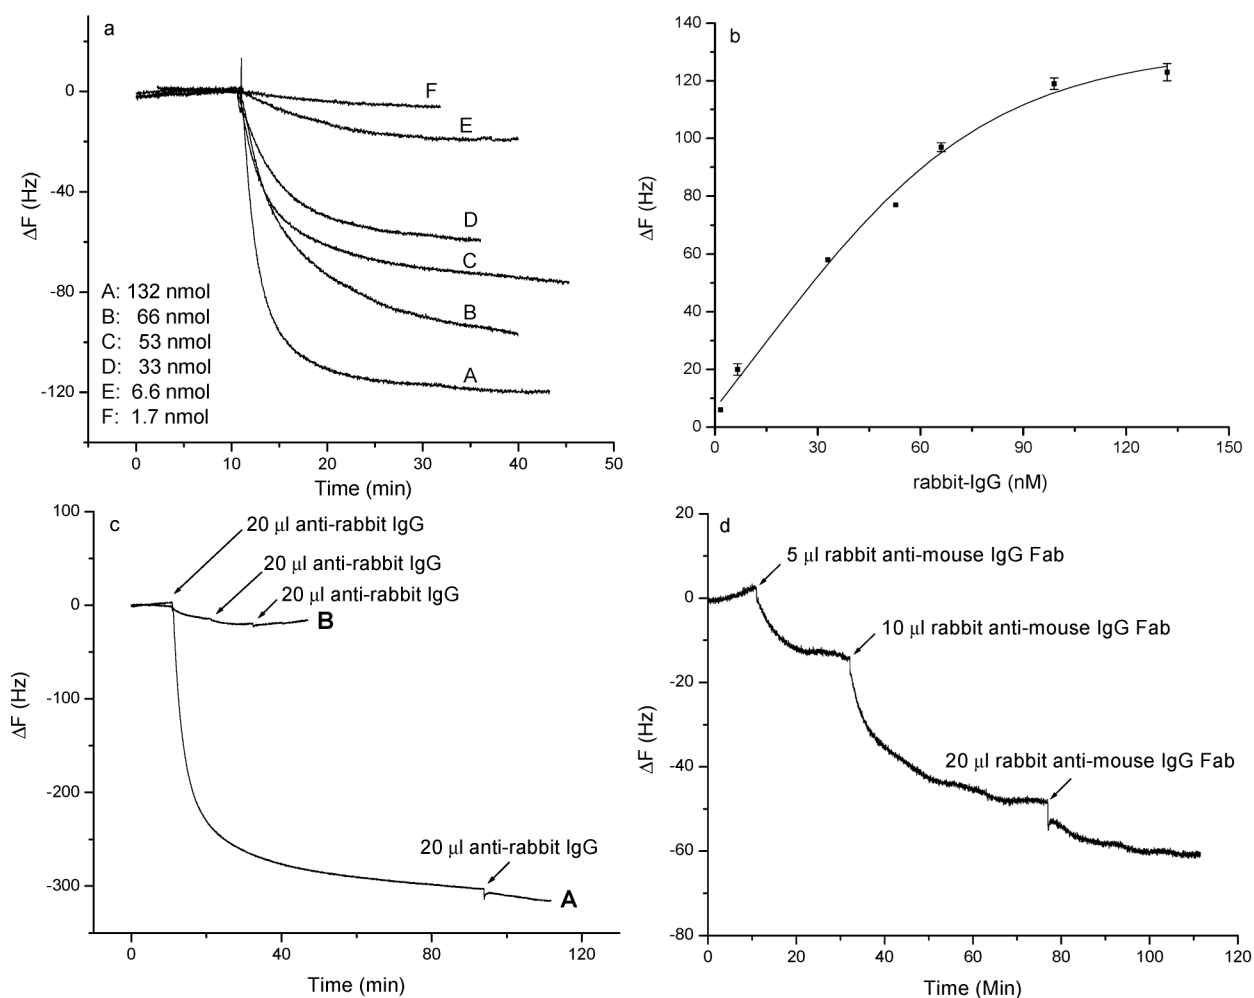 a
0
-40
-80
-120
ΔF (Hz)
F
E
D
C
B
A
A: 132 nmol
B: 66 nmol
C: 53 nmol
D: 33 nmol
E: 6.6 nmol
F: 1.7 nmol
0 10 20 30 40 50
Time (min)
b
140
120
100
80
60
40
20
0
ΔF (Hz)
0 30 60 90 120 150
rabbit-IgG (nM)
c
100
0
-100
-200
-300
ΔF (Hz)
20 µl anti-rabbit IgG
20 µl anti-rabbit IgG
20 µl anti-rabbit IgG
B
20 µl anti-rabbit IgG
A
0 40 80 120
Time (min)
d
20
0
-20
-40
-60
-80
ΔF (Hz)
5 µl rabbit anti-mouse IgG Fab
10 µl rabbit anti-mouse IgG Fab
20 µl rabbit anti-mouse IgG Fab
0 20 40 60 80 100 120
Time (Min)